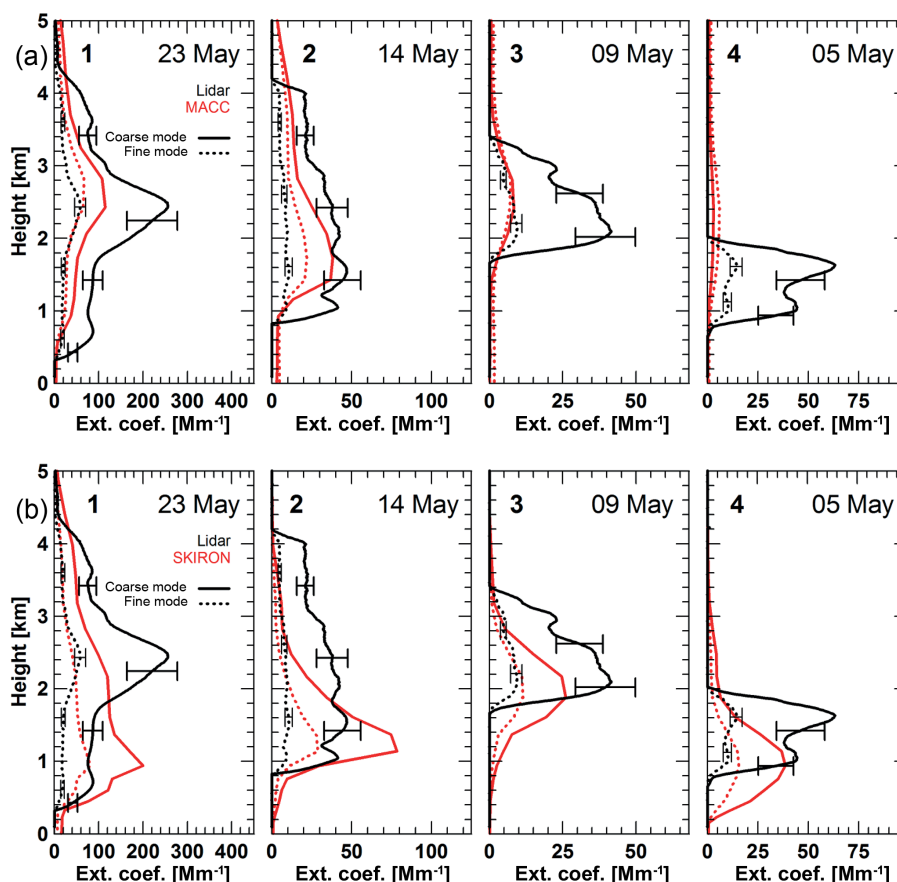 (a)
1 23 May
2 14 May
3 09 May
4 05 May
Lidar
MACC
Coarse mode
Fine mode
Height [km]
5
4
3
2
1
0
0 100 200 300 400
0 50 100
0 25 50
0 25 50 75
Ext. coef. [Mm-1]
Ext. coef. [Mm-1]
Ext. coef. [Mm-1]
Ext. coef. [Mm-1]
(b)
1 23 May
2 14 May
3 09 May
4 05 May
Lidar
SKIRON
Coarse mode
Fine mode
Height [km]
5
4
3
2
1
0
0 100 200 300 400
0 50 100
0 25 50
0 25 50 75
Ext. coef. [Mm-1]
Ext. coef. [Mm-1]
Ext. coef. [Mm-1]
Ext. coef. [Mm-1]